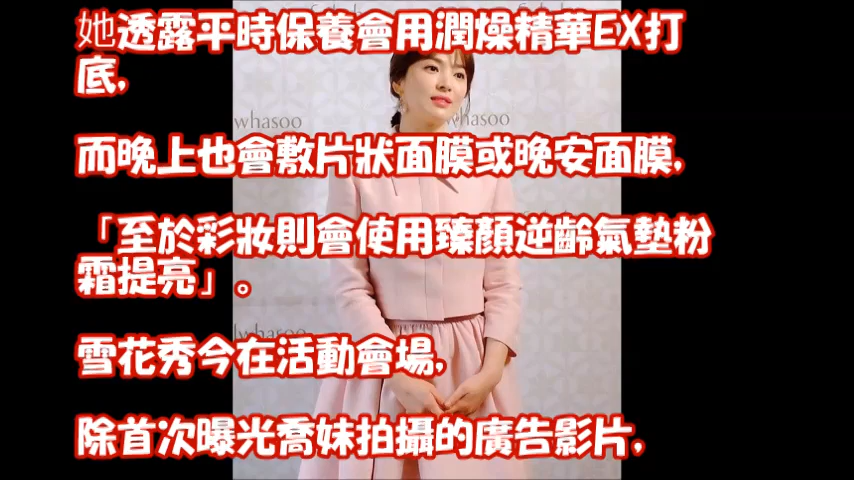 她透露平時保養會用潤燥精華EX打
底,
whasoo
whasoo
而晚上也會敷片狀面膜或晚安面膜,
「至於彩妝則會使用臻顏逆齡氣墊粉
霜提亮」。
lwhasoo
雪花秀今在活動會場,
除首次曝光喬妹拍攝的廣告影片,